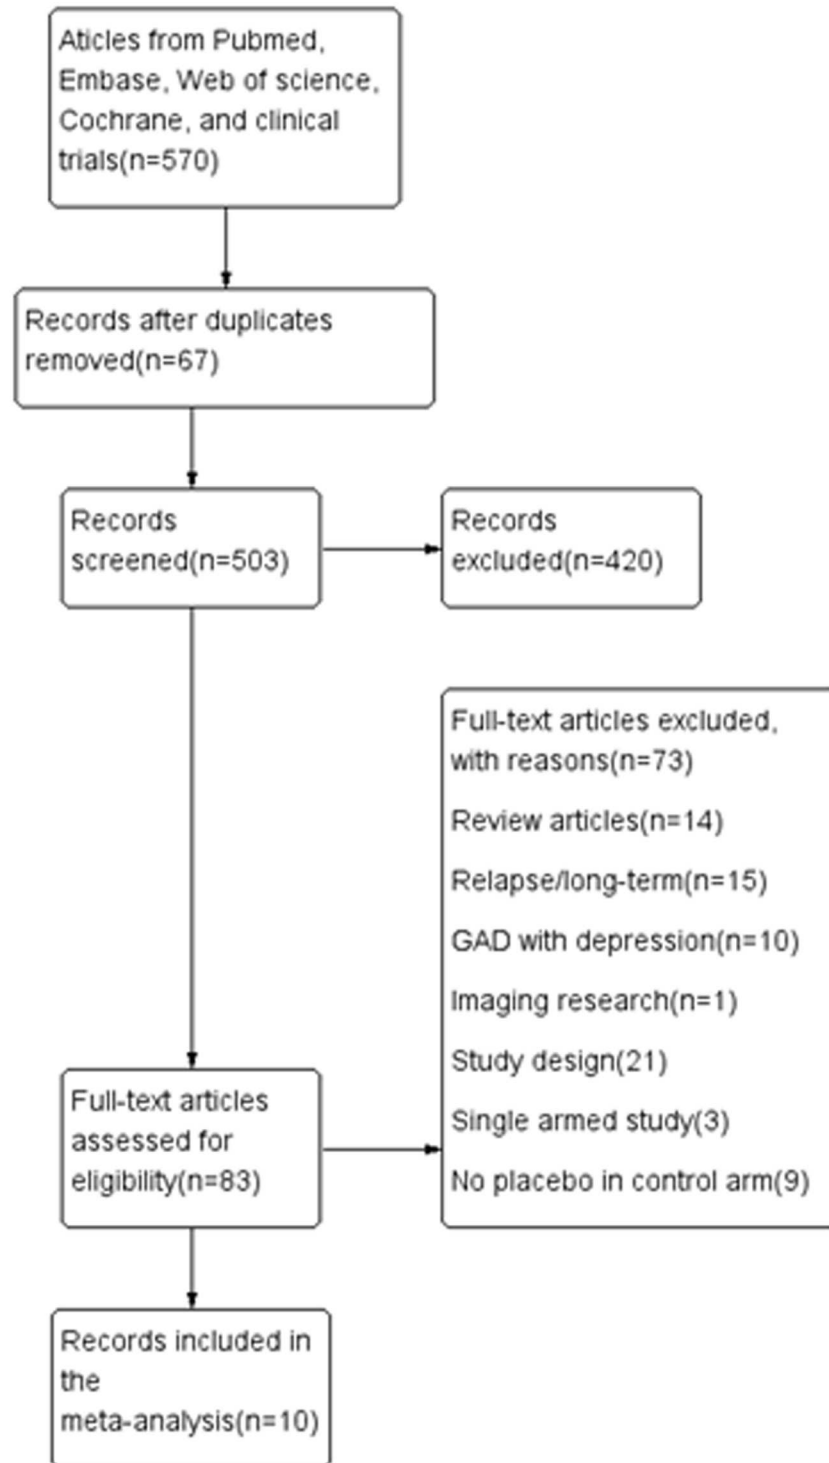 Aticles from Pubmed,
Embase, Web of science,
Cochrane, and clinical
trials(n=570)
Records after duplicates
removed(n=67)
Records
screened(n=503)
Records
excluded(n=420)
Full-text articles excluded,
with reasons(n=73)
Review articles(n=14)
Relapse/long-term(n=15)
GAD with depression(n=10)
Imaging research(n=1)
Study design(21)
Single armed study(3)
No placebo in control arm(9)
Full-text articles
assessed for
eligibility(n=83)
Records included in
the
meta-analysis(n=10)